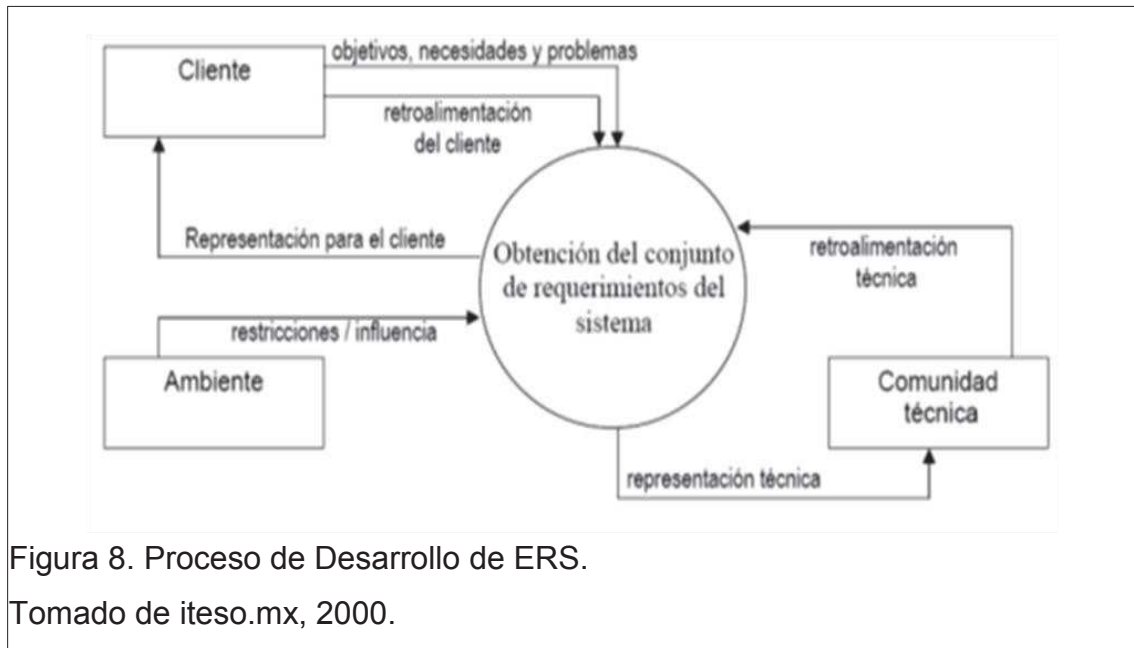 objetivos, necesidades y problemas
Cliente
retroalimentación
del cliente
Representación para el cliente
Obtención del conjunto
de requerimientos del
sistema
retroalimentación
técnica
restricciones / influencia
Ambiente
Comunidad
técnica
representación técnica
Figura 8. Proceso de Desarrollo de ERS.
Tomado de iteso.mx, 2000.